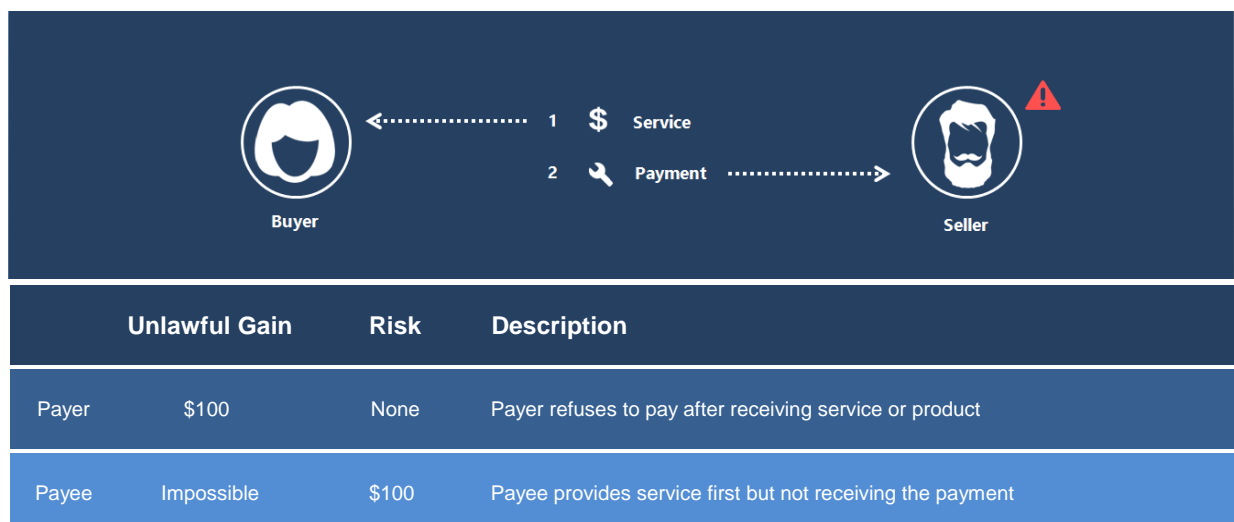 1 $ Service
2 Payment
Buyer
Seller
Unlawful Gain Risk Description
Payer $100 None Payer refuses to pay after receiving service or product
Payee Impossible $100 Payee provides service first but not receiving the payment